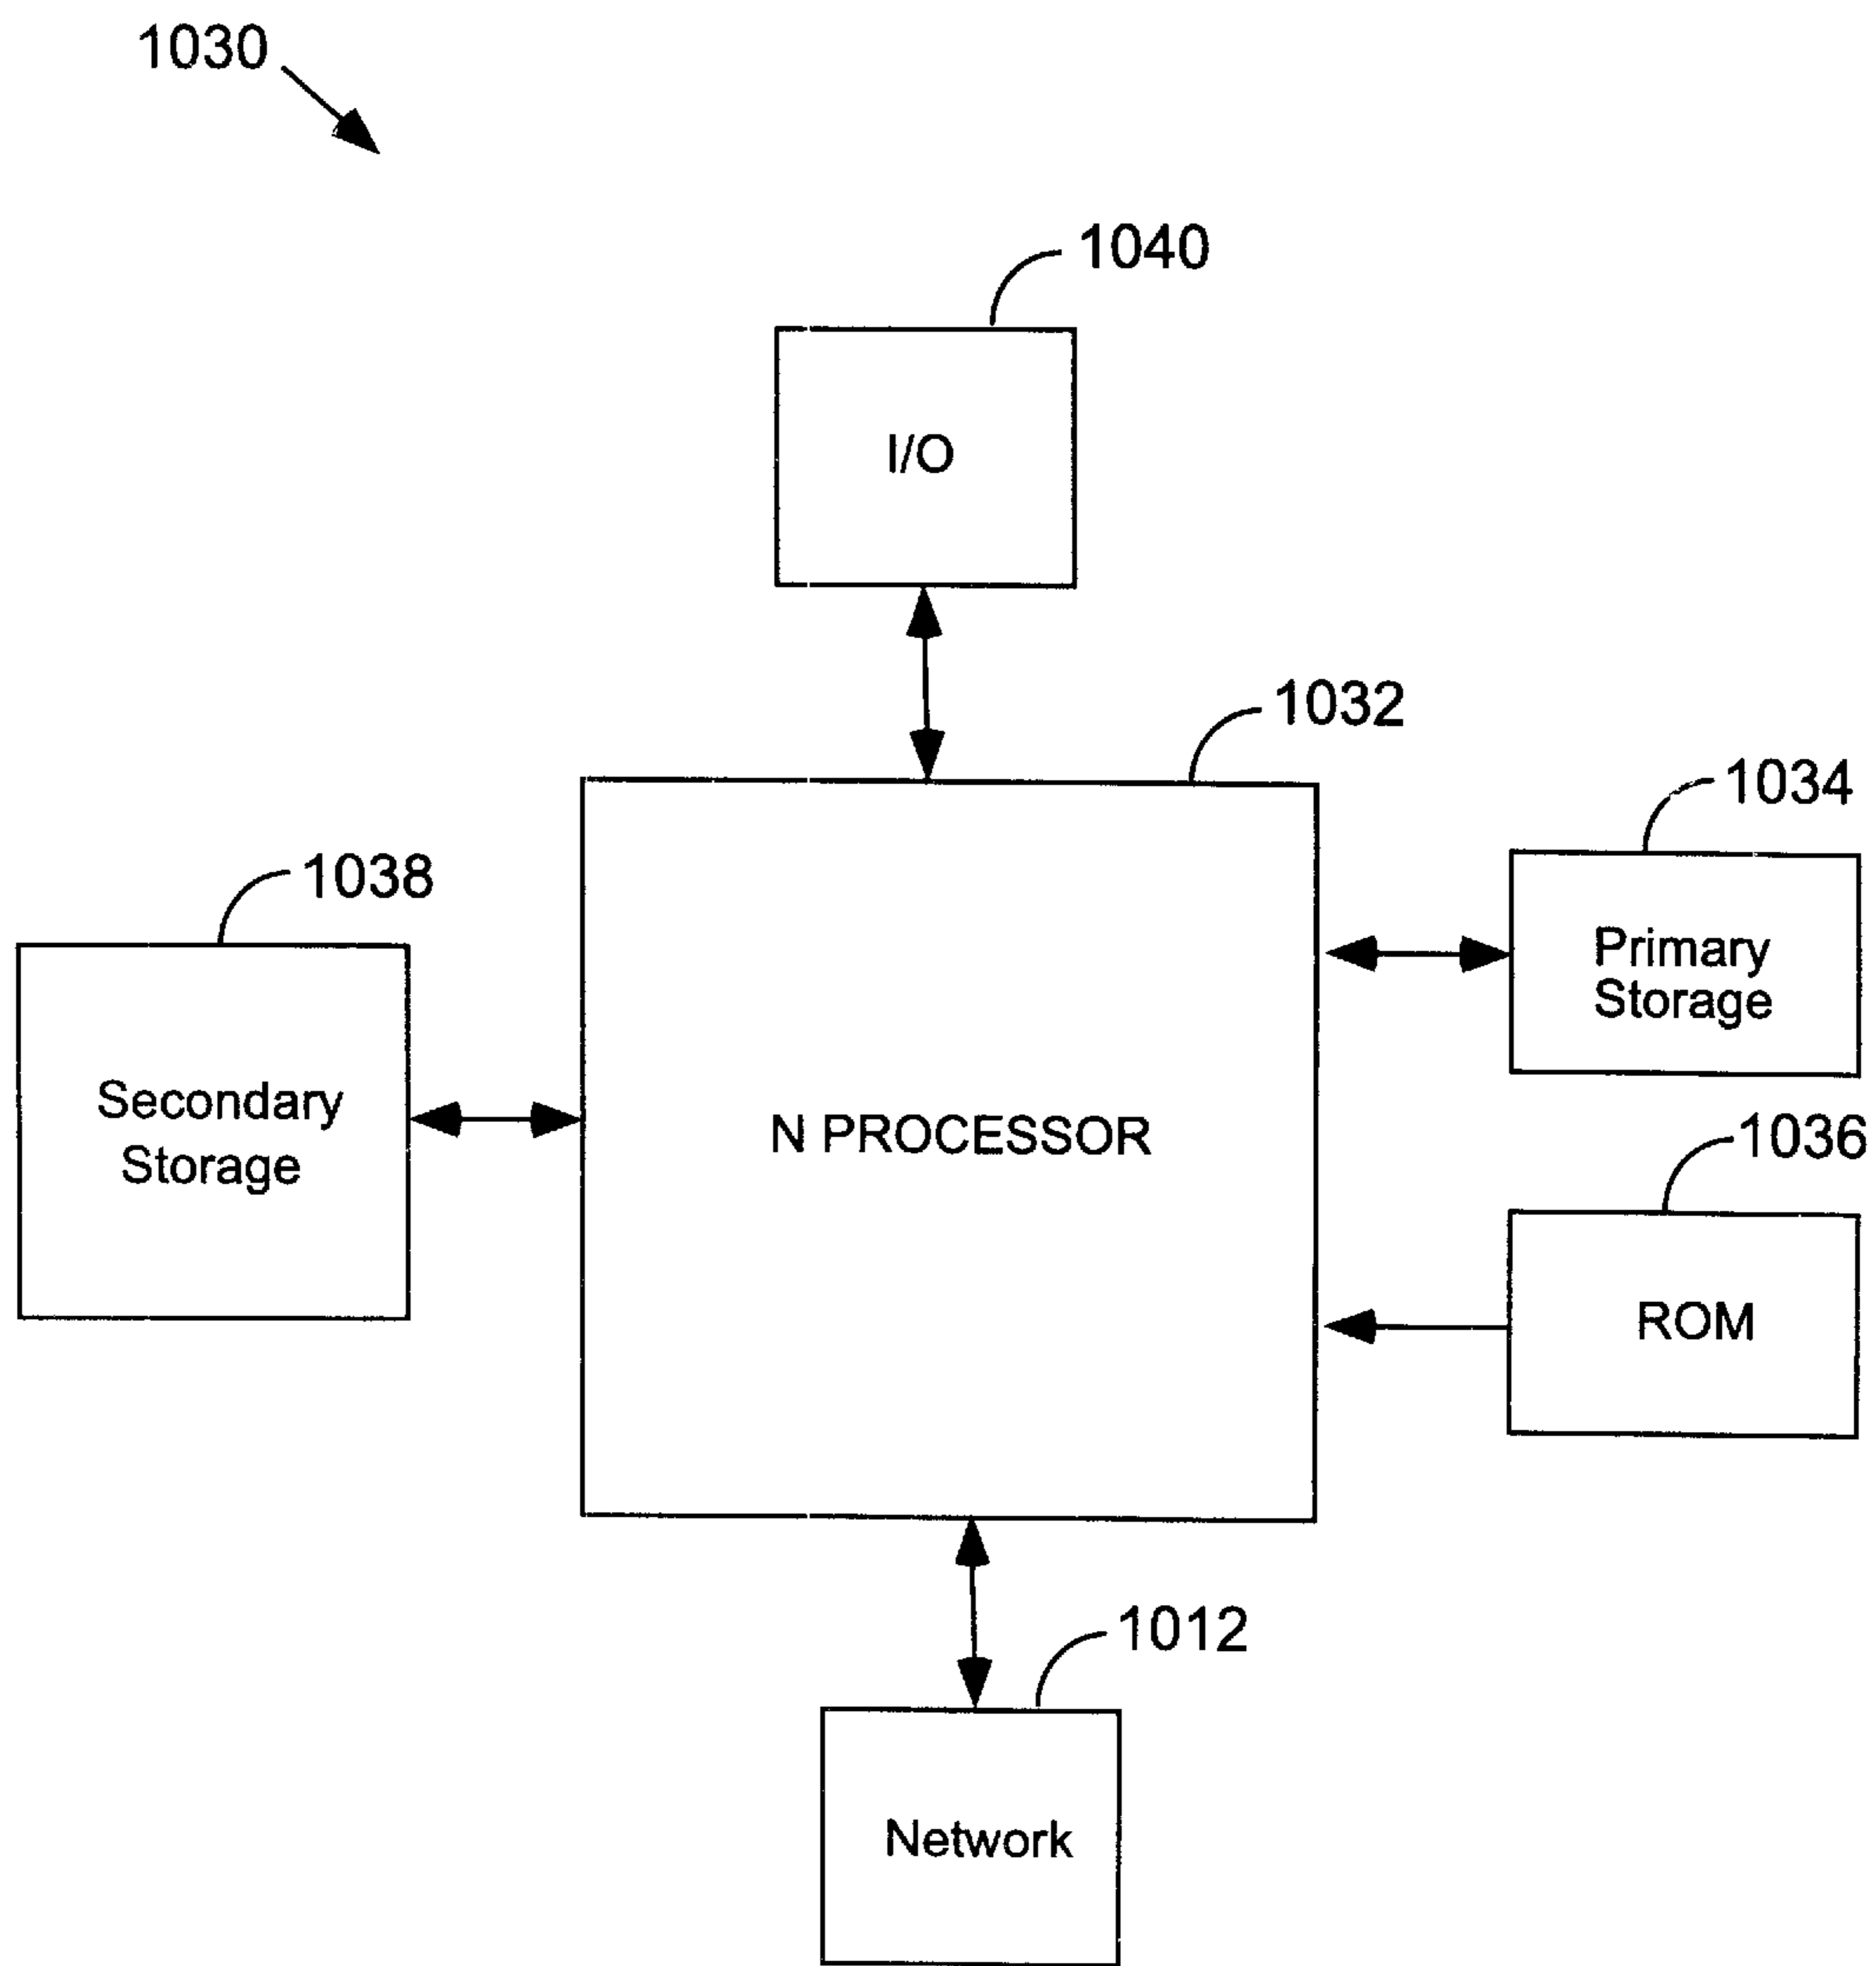 1030
1040
I/O
1032
1034
1038
Primary
Storage
Secondary
Storage
N PROCESSOR
1036
ROM
1012
Network